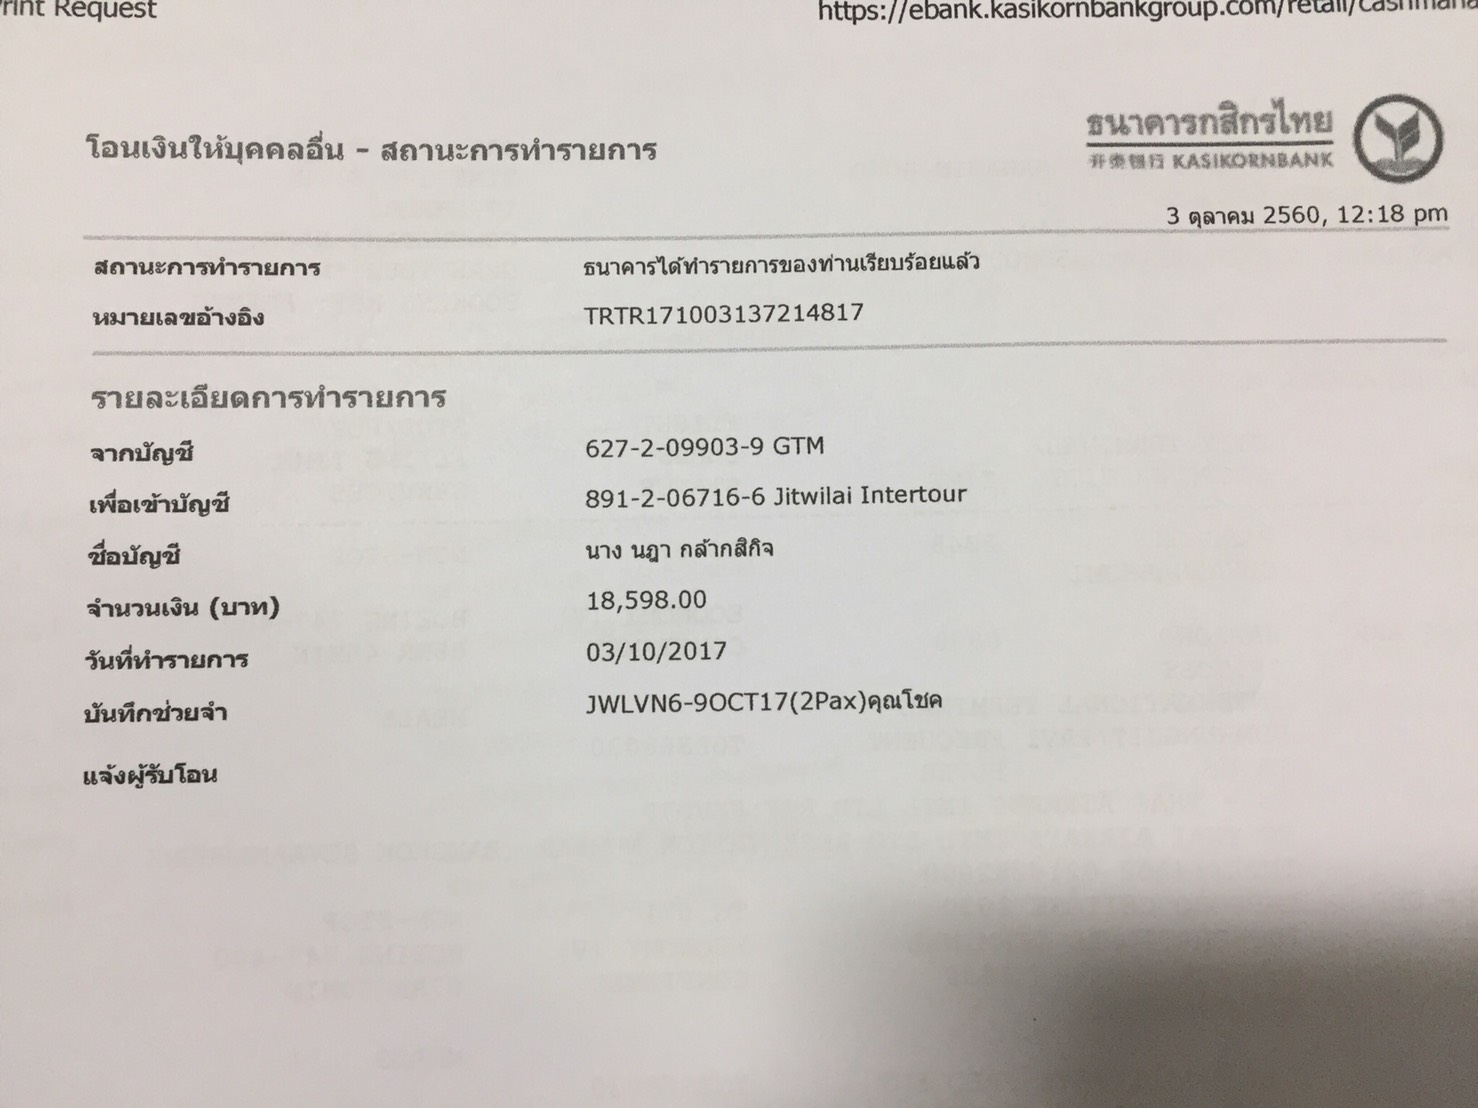 Print Request
https://ebank.kasikornbankgroup.com/retail/cashmana
ธนาคารกสิกรไทย
开泰银行 KASIKORNBANK
โอนเงินให้บุคคลอื่น - สถานะการทำรายการ
3 ตุลาคม 2560, 12:18 pm
สถานะการทำรายการ ธนาคารได้ทำรายการของท่านเรียบร้อยแล้ว
หมายเลขอ้างอิง TRTR171003137214817
รายละเอียดการทำรายการ
จากบัญชี 627-2-09903-9 GTM
เพื่อเข้าบัญชี 891-2-06716-6 Jitwilai Intertour
ชื่อบัญชี นาง นฎา กล้ากสิกิจ
จำนวนเงิน (บาท) 18,598.00
วันที่ทำรายการ 03/10/2017
บันทึกช่วยจำ JWLVN6-9OCT17(2Pax)คุณโชค
แจ้งผู้รับโอน